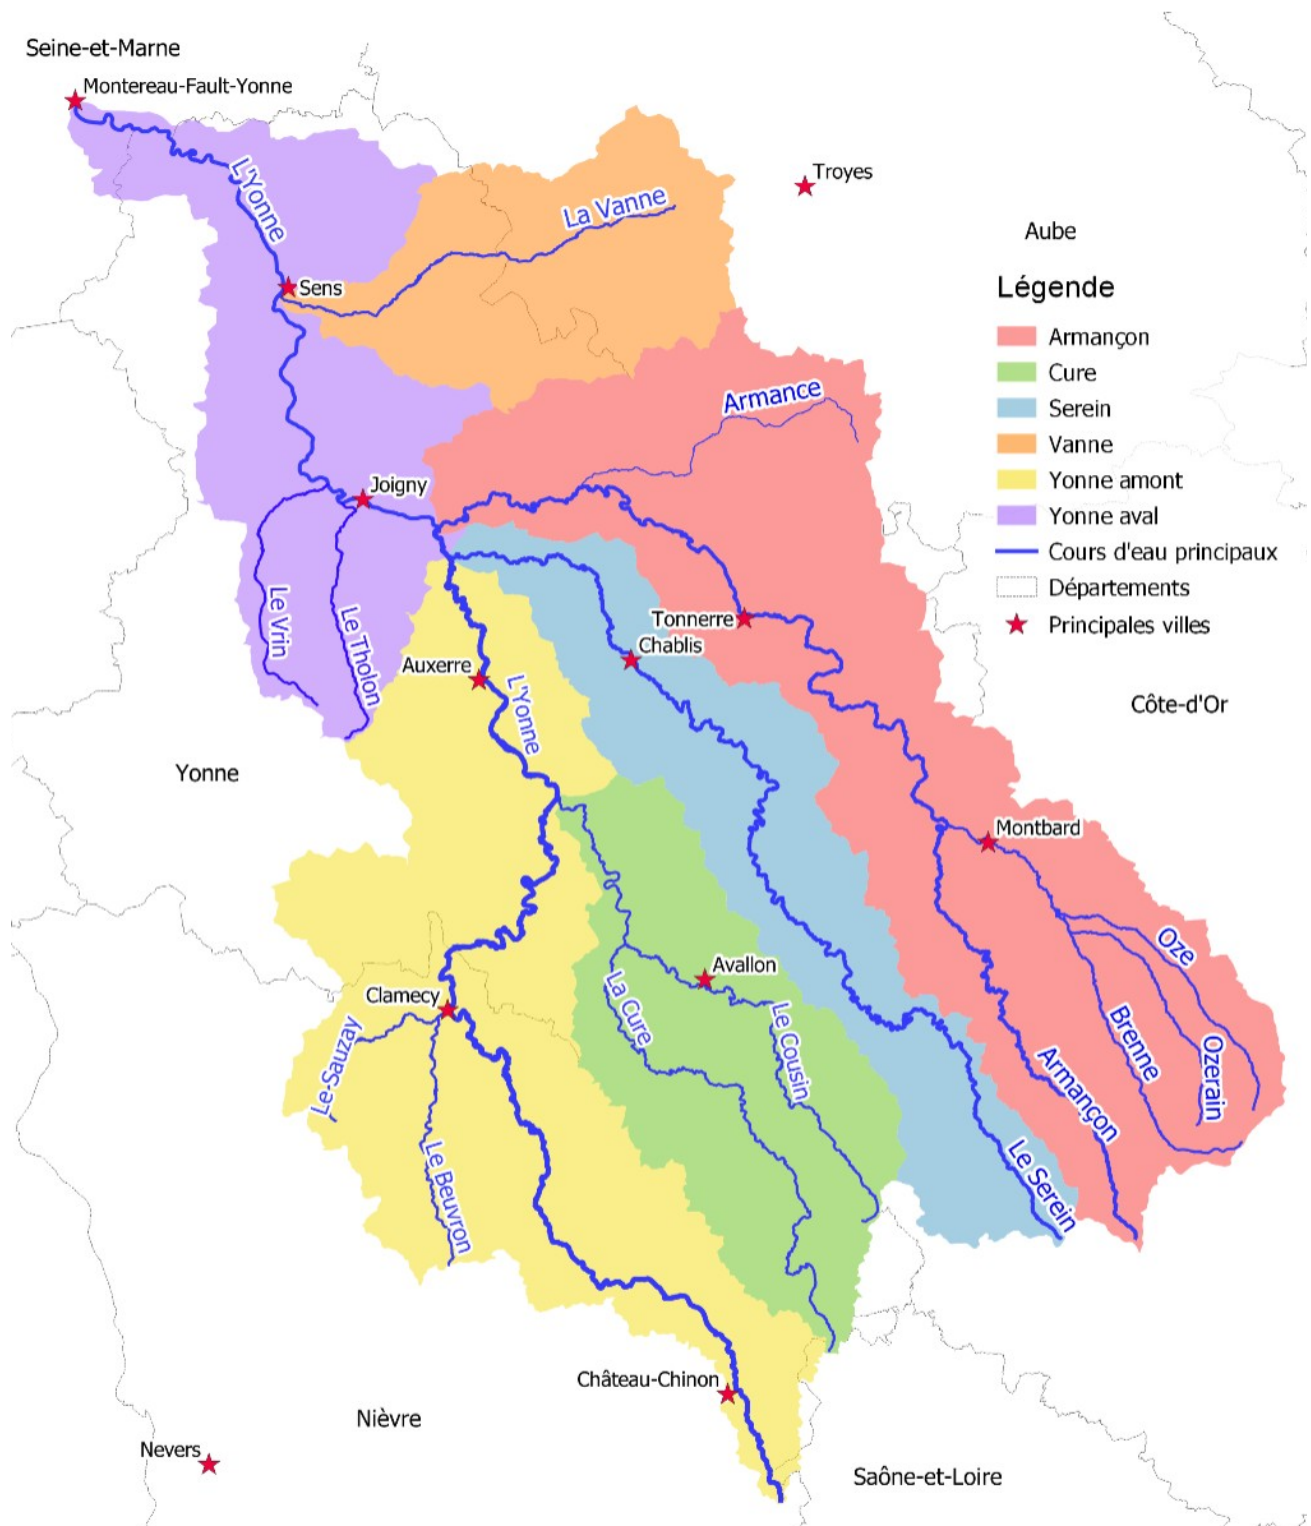 Seine-et-Marne
Montereau-Fault-Yonne
L'Yonne
La Vanne
Troyes
Aube
Sens
Légende
Armançon
Cure
Serein
Vanne
Yonne amont
Yonne aval
Cours d'eau principaux
Départements
Principales villes
Armance
Joigny
Le Vrin
Le Tholon
Tonnerre
Chablis
Auxerre
L'Yonne
Côte-d'Or
Yonne
Montbard
Oze
Avallon
Clamecy
La Cure
Le Cousin
Brenne
Ozerain
Le-Sauzay
Armançon
Le Beuvron
Le Serein
Château-Chinon
Nièvre
Nevers
Saône-et-Loire